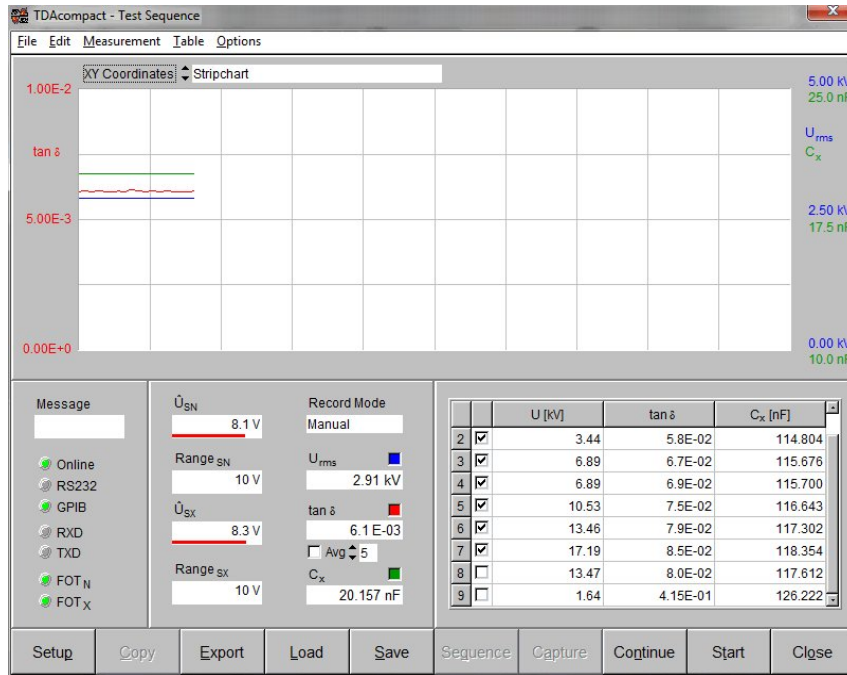 TDAcompact - Test Sequence
File Edit Measurement Table Options
XY Coordinates Stripchart
1.00E-2
tan δ
5.00E-3
0.00E+0
5.00 kV
25.0 nF
Urms
Cx
2.50 kV
17.5 nF
0.00 kV
10.0 nF
Message
Online
RS232
GPIB
RXD
TXD
FOT N
FOT X
ÛSN
8.1 V
Range SN
10 V
ÛSX
8.3 V
Range SX
10 V
Record Mode
Manual
Urms
2.91 kV
tan δ
6.1 E-03
Avg 5
Cx
20.157 nF
U [kV] tan δ Cx [nF]
2 3.44 5.8E-02 114.804
3 6.89 6.7E-02 115.676
4 6.89 6.9E-02 115.700
5 10.53 7.5E-02 116.643
6 13.46 7.9E-02 117.302
7 17.19 8.5E-02 118.354
8 13.47 8.0E-02 117.612
9 1.64 4.15E-01 126.222
Setup Copy Export Load Save Sequence Capture Continue Start Close